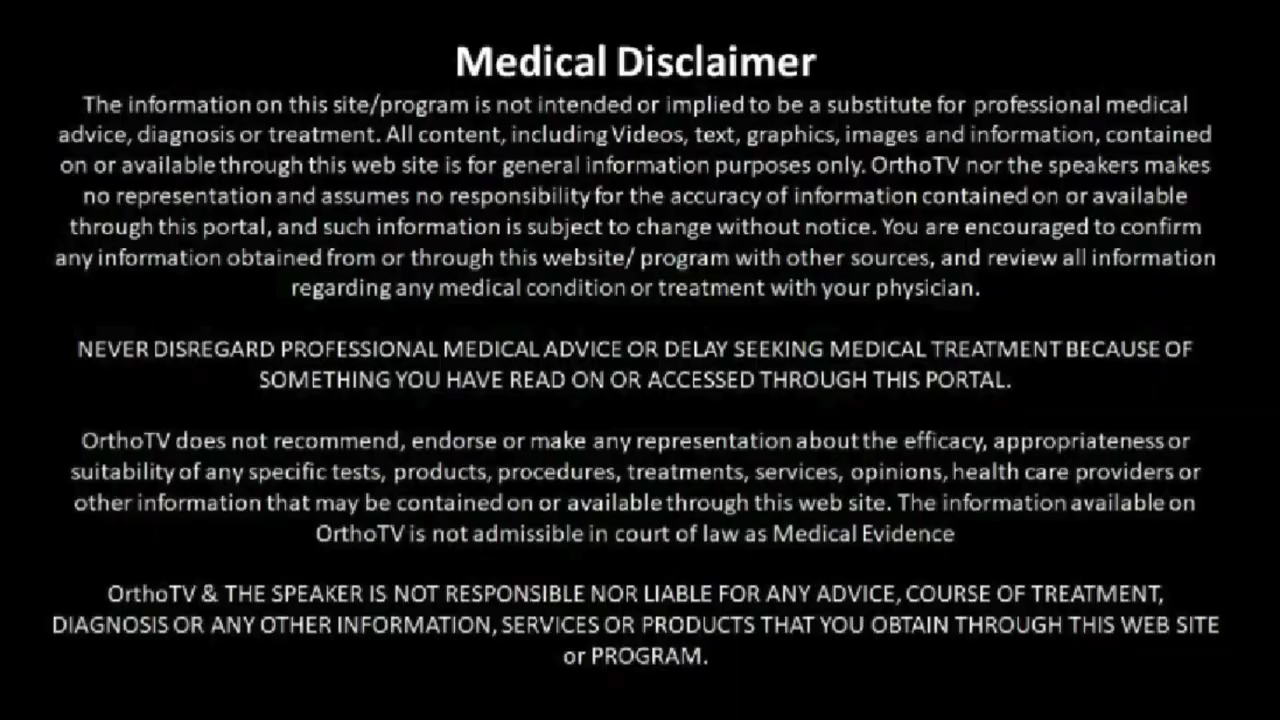 Medical Disclaimer
The information on this site/program is not intended or implied to be a substitute for professional medical
advice, diagnosis or treatment. All content, including Videos, text, graphics, images and information, contained
on or available through this web site is for general information purposes only. OrthoTV nor the speakers makes
no representation and assumes no responsibility for the accuracy of information contained on or available
through this portal, and such information is subject to change without notice. You are encouraged to confirm
any information obtained from or through this website/ program with other sources, and review all information
regarding any medical condition or treatment with your physician.
NEVER DISREGARD PROFESSIONAL MEDICAL ADVICE OR DELAY SEEKING MEDICAL TREATMENT BECAUSE OF
SOMETHING YOU HAVE READ ON OR ACCESSED THROUGH THIS PORTAL.
OrthoTV does not recommend, endorse or make any representation about the efficacy, appropriateness or
suitability of any specific tests, products, procedures, treatments, services, opinions, health care providers or
other information that may be contained on or available through this web site. The information available on
OrthoTV is not admissible in court of law as Medical Evidence
OrthoTV & THE SPEAKER IS NOT RESPONSIBLE NOR LIABLE FOR ANY ADVICE, COURSE OF TREATMENT,
DIAGNOSIS OR ANY OTHER INFORMATION, SERVICES OR PRODUCTS THAT YOU OBTAIN THROUGH THIS WEB SITE
or PROGRAM.